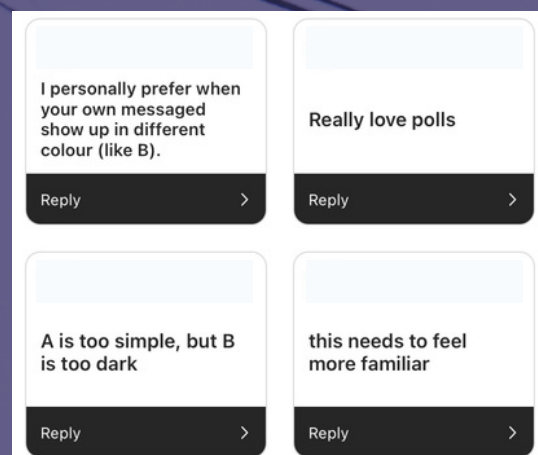 I personally prefer when
your own messaged
show up in different
colour (like B).
Reply
Really love polls
Reply
A is too simple, but B
is too dark
Reply
this needs to feel
more familiar
Reply